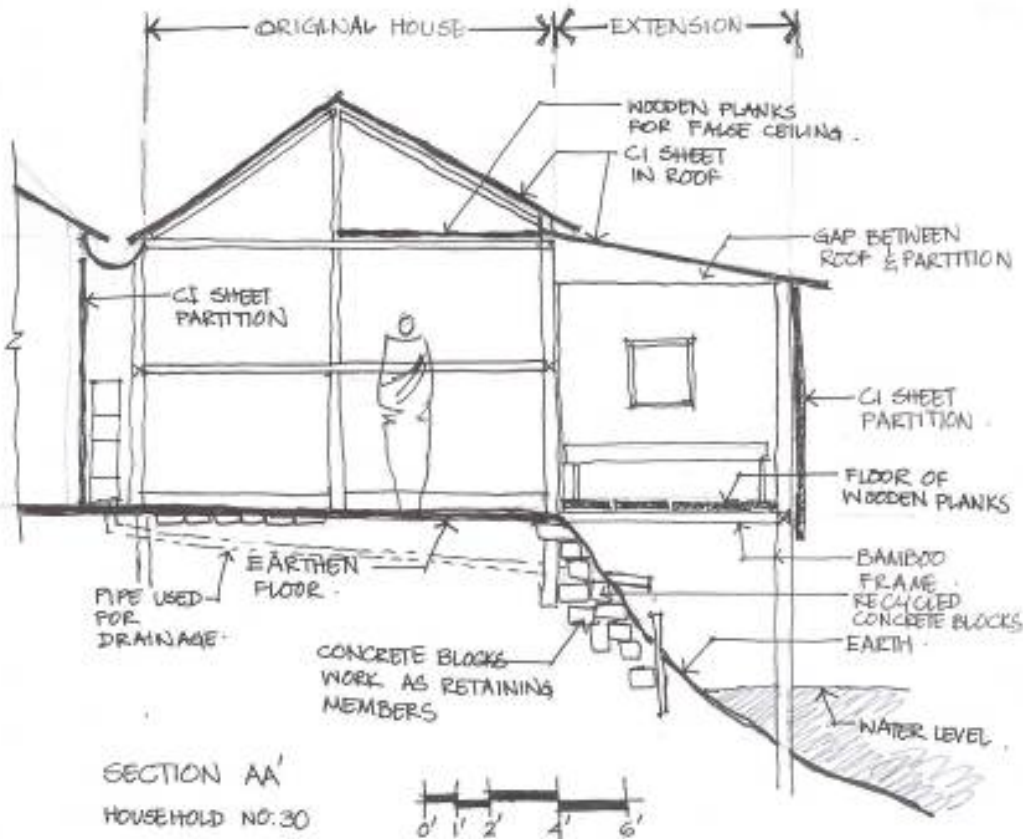 ORIGINAL HOUSE
EXTENSION
WOODEN PLANKS
FOR FALSE CEILING.
CI SHEET
IN ROOF
GAP BETWEEN
ROOF & PARTITION
CI SHEET
PARTITION
CI SHEET
PARTITION.
FLOOR OF
WOODEN PLANKS
EARTHEN
FLOOR.
PIPE USED
FOR
DRAINAGE.
BAMBOO
FRAME.
RECYCLED
CONCRETE BLOCKS
EARTH.
CONCRETE BLOCKS
WORK AS RETAINING
MEMBERS
WATER LEVEL.
SECTION AA'
HOUSEHOLD NO:30
0' 1' 2' 4' 6'